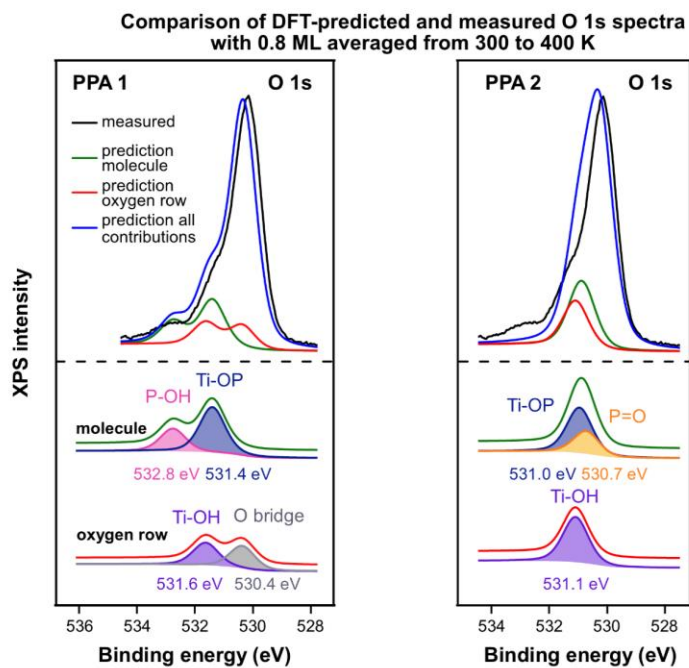 Comparison of DFT-predicted and measured O 1s spectra
with 0.8 ML averaged from 300 to 400 K
PPA 1 O 1s
measured
prediction
molecule
prediction
oxygen row
prediction all
contributions
PPA 2 O 1s
XPS intensity
Ti-OP
P-OH
molecule
532.8 eV 531.4 eV
Ti-OH O bridge
oxygen row
531.6 eV 530.4 eV
Ti-OP P=O
531.0 eV 530.7 eV
Ti-OH
531.1 eV
536 534 532 530 528
Binding energy (eV)
534 532 530 528
Binding energy (eV)